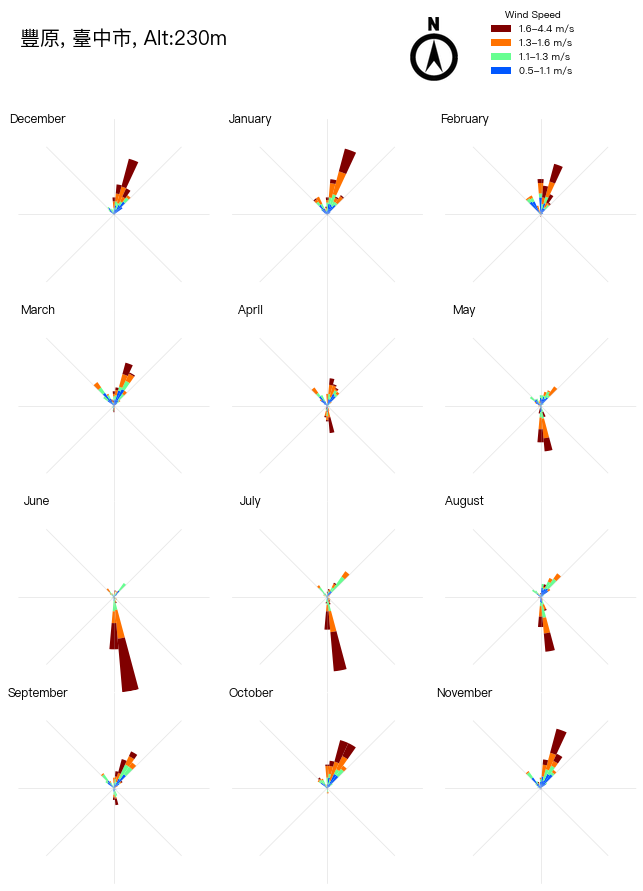 豐原, 臺中市, Alt:230m
N
Wind Speed
1.6–4.4 m/s
1.3–1.6 m/s
1.1–1.3 m/s
0.5–1.1 m/s
December
January
February
March
April
May
June
July
August
September
October
November